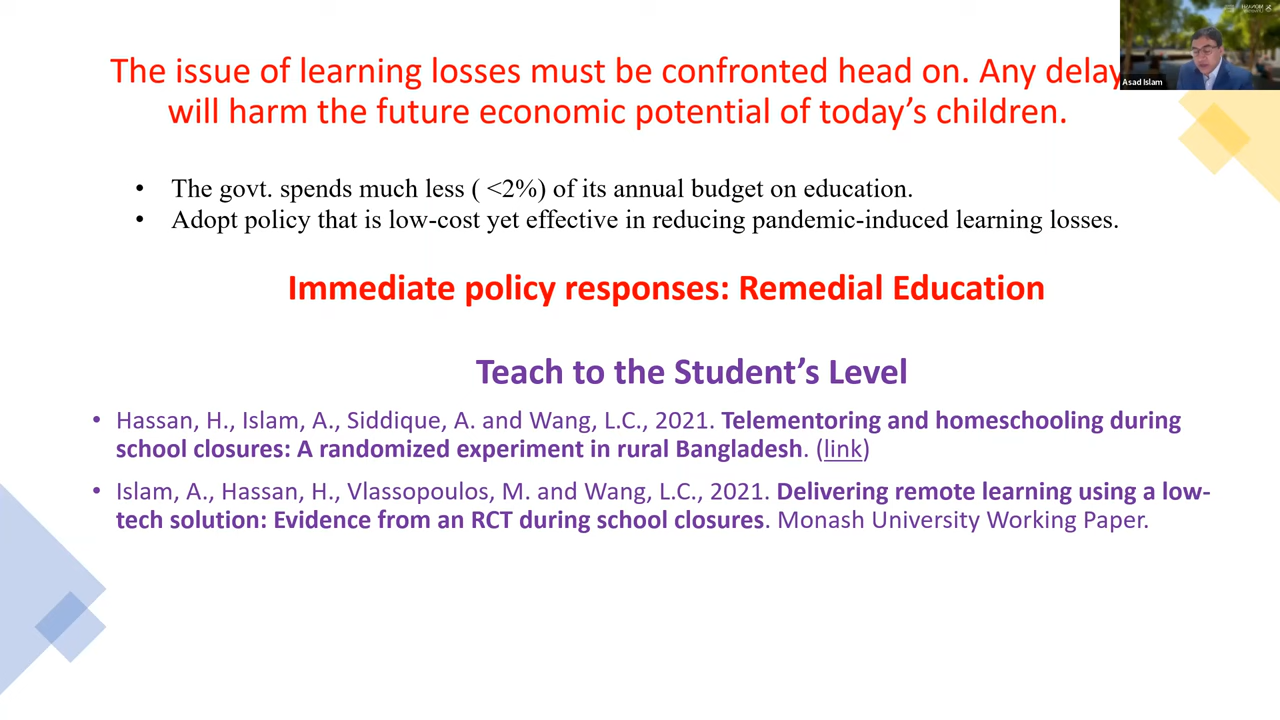 The issue of learning losses must be confronted head on. Any delay
will harm the future economic potential of today's children.
Asad Islam
• The govt. spends much less ( <2%) of its annual budget on education.
• Adopt policy that is low-cost yet effective in reducing pandemic-induced learning losses.
Immediate policy responses: Remedial Education
Teach to the Student's Level
• Hassan, H., Islam, A., Siddique, A. and Wang, L.C., 2021. Telementoring and homeschooling during
school closures: A randomized experiment in rural Bangladesh. (link)
• Islam, A., Hassan, H., Vlassopoulos, M. and Wang, L.C., 2021. Delivering remote learning using a low-
tech solution: Evidence from an RCT during school closures. Monash University Working Paper.